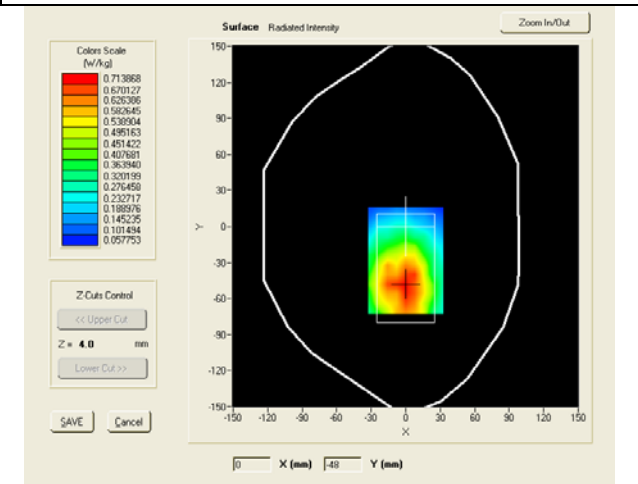 Surface Radiated Intensity
Zoom In/Out
Colors Scale
(W/kg)
0.713868
0.670127
0.626386
0.582645
0.538904
0.495163
0.451422
0.407681
0.363940
0.320199
0.276458
0.232717
0.188976
0.145235
0.101494
0.057753
Z-Cuts Control
<< Upper Cut
Z = 4.0 mm
Lower Cut >>
SAVE Cancel
150-
120-
90-
60-
30-
Y 0-
-30-
-60-
-90-
-120-
-150-
-150 -120 -90 -60 -30 0 30 60 90 120 150
X
0 X (mm) -48 Y (mm)